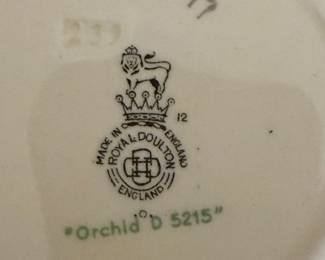 12
MADE IN ENGLAND
ROYAL DOULTON
ENGLAND
"Orchid D 5215"